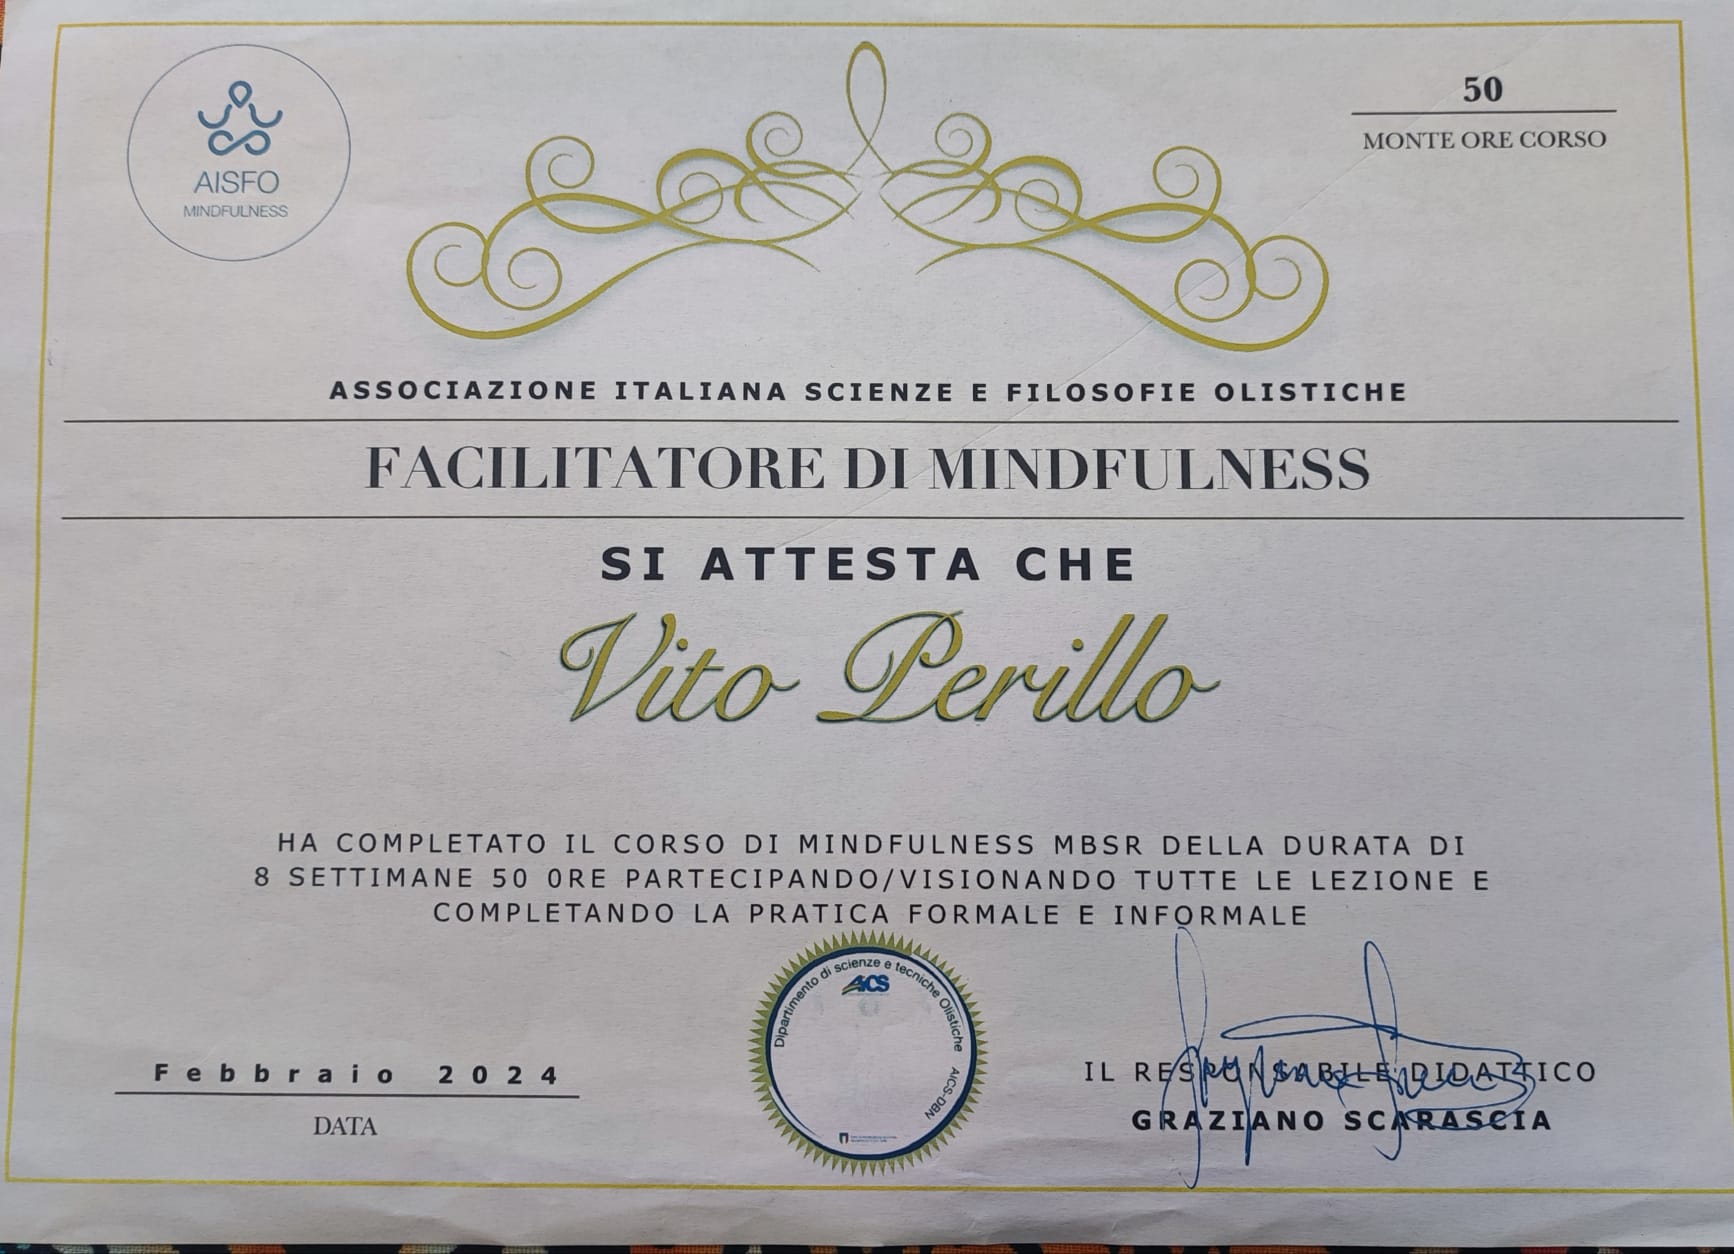 AISFO
MINDFULNESS
50
MONTE ORE CORSO
ASSOCIAZIONE ITALIANA SCIENZE E FILOSOFIE OLISTICHE
FACILITATORE DI MINDFULNESS
SI ATTESTA CHE
Vito Perillo
HA COMPLETATO IL CORSO DI MINDFULNESS MBSR DELLA DURATA DI
8 SETTIMANE 50 0RE PARTECIPANDO/VISIONANDO TUTTE LE LEZIONE E
COMPLETANDO LA PRATICA FORMALE E INFORMALE
Dipartimento di scienze e tecniche Olistiche AICS-DBN
AiCS
Febbraio 2024
DATA
IL RESPONSABILE DIDATTICO
GRAZIANO SCARASCIA